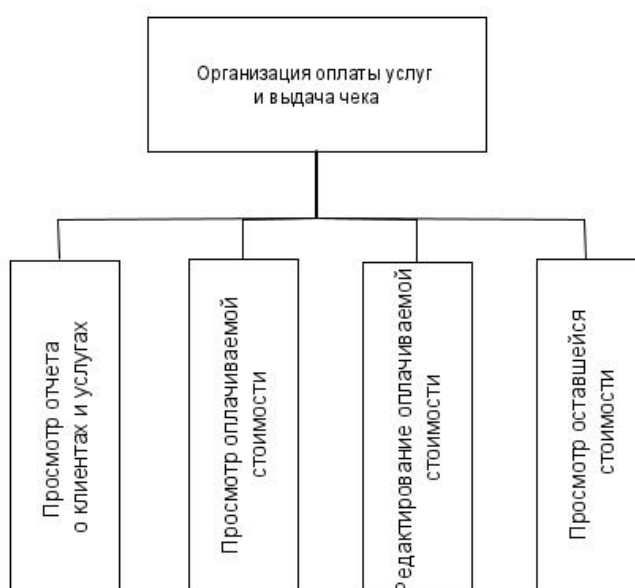 Организация оплаты услуг
и выдача чека
Просмотр отчета
о клиентах и услугах
Просмотр оплачиваемой
стоимости
Редактирование оплачиваемой
стоимости
Просмотр оставшейся
стоимости